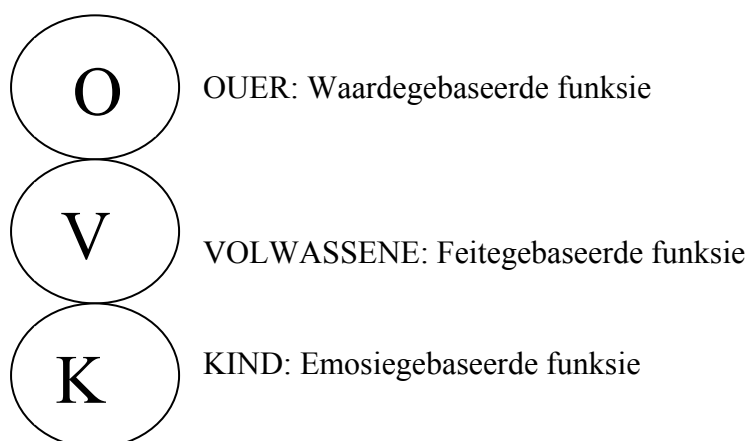 O
OUER: Waardegebaseerde funksie
V
VOLWASSENE: Feitegebaseerde funksie
K
KIND: Emosiegebaseerde funksie